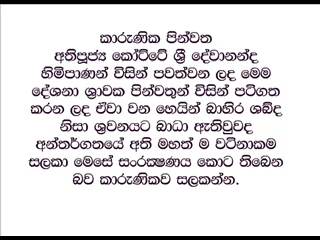 කාරුණික පින්වත
අතිපූජ්‍ය කෝට්ටේ ශ්‍රී දේවානන්ද
හිමිපාණන් විසින් පවත්වන ලද මෙම
දේශනා ශ්‍රාවක පින්වතුන් විසින් පටිගත
කරන ලද ඒවා වන හෙයින් බාහිර ශබ්ද
නිසා ශ්‍රවනයට බාධා ඇතිවුවද
අන්තර්ගතයේ අති මහත් ම වටිනාකම
සලකා මෙසේ සංරක්‍ෂණය කොට තිබෙන
බව කාරුණිකව සලකන්න.